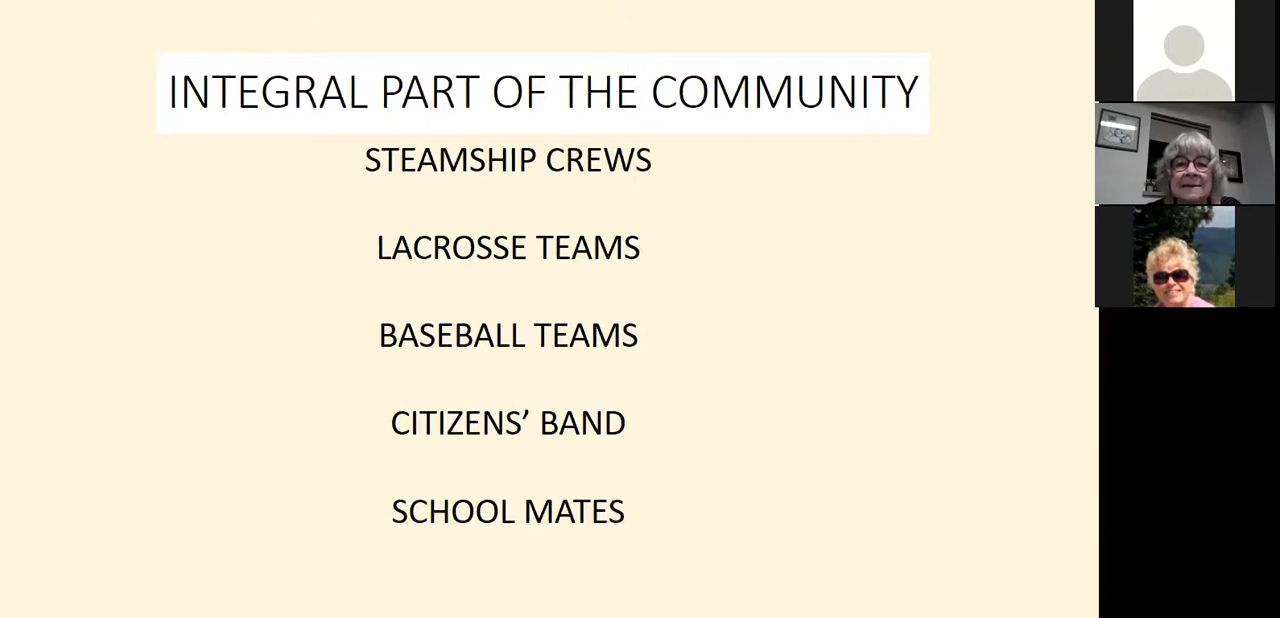 INTEGRAL PART OF THE COMMUNITY
STEAMSHIP CREWS
LACROSSE TEAMS
BASEBALL TEAMS
CITIZENS’ BAND
SCHOOL MATES